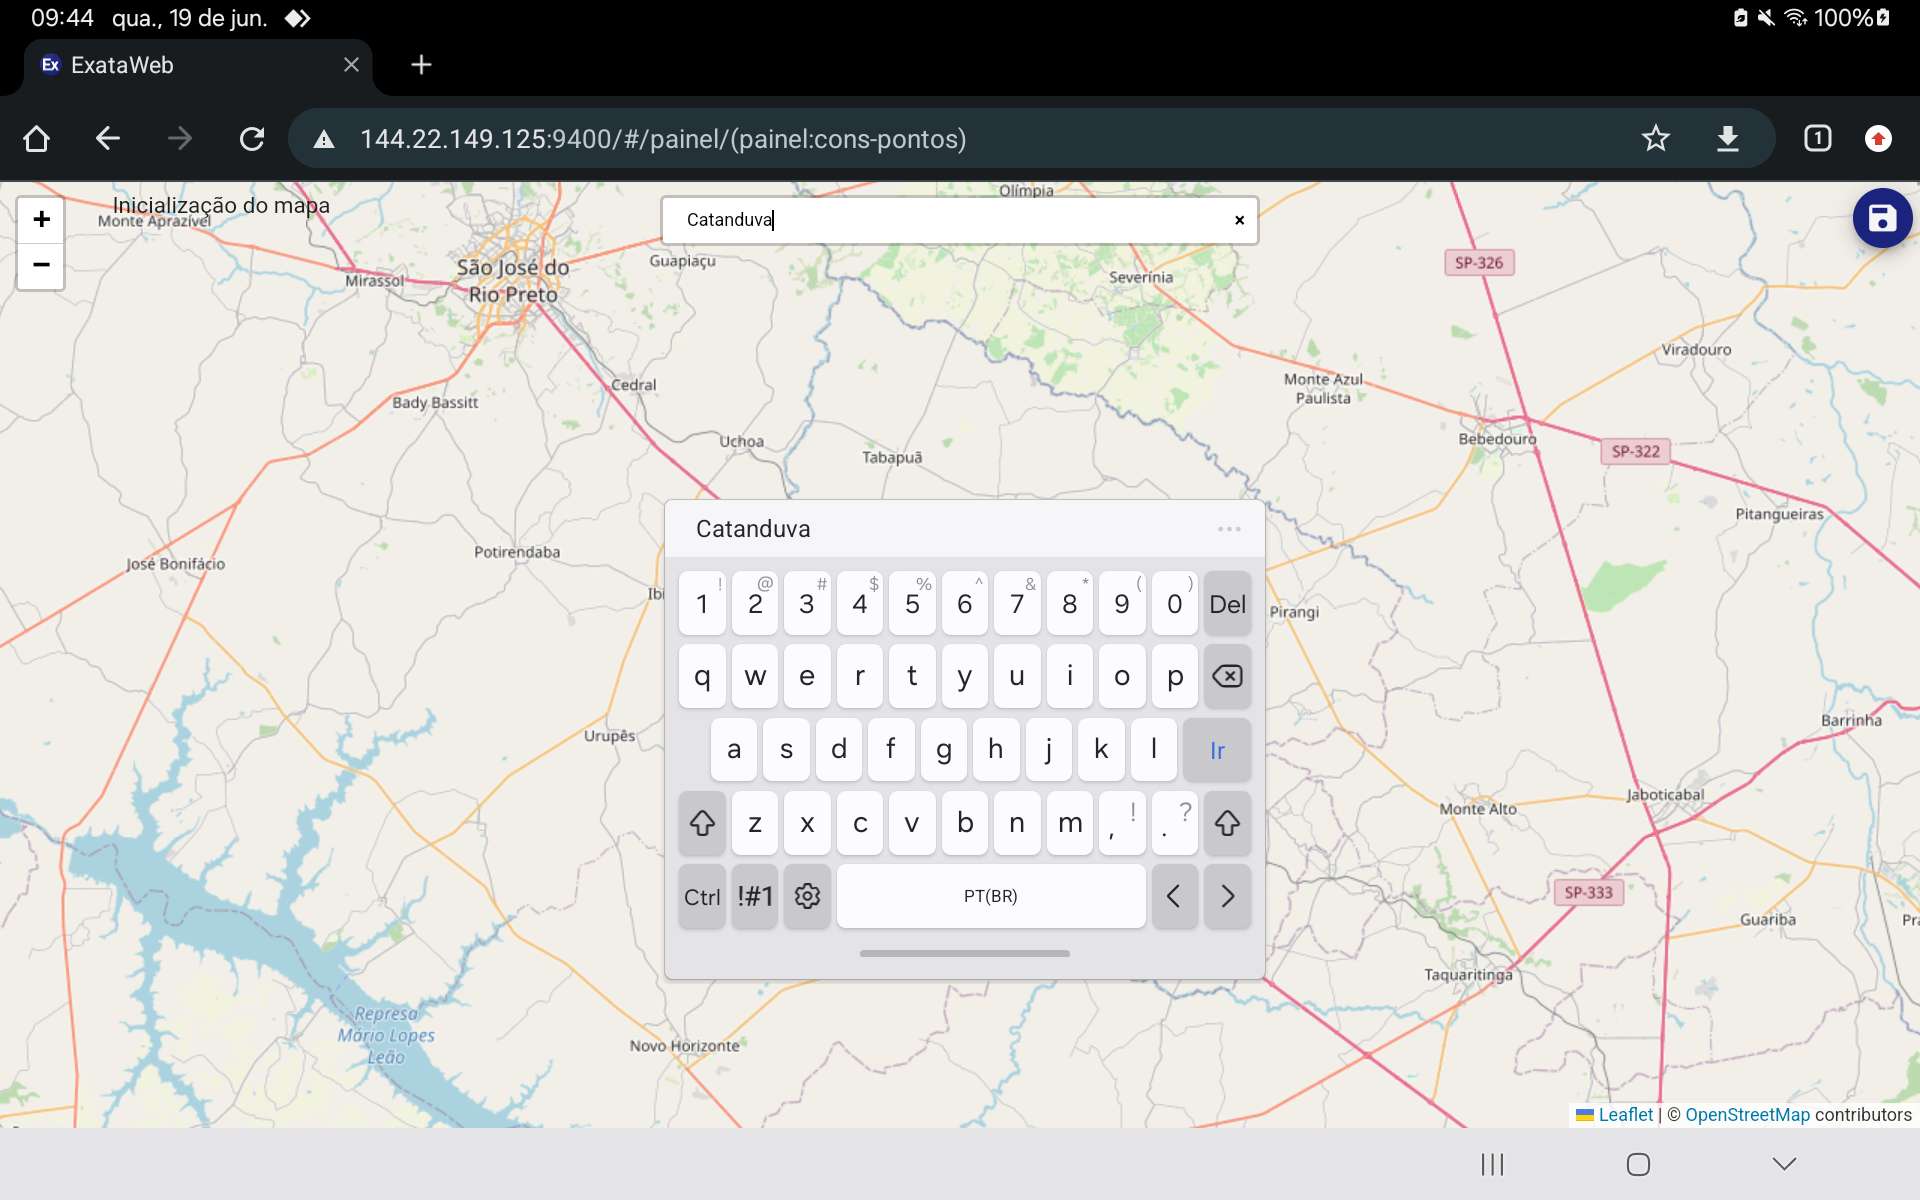 09:44 qua., 19 de jun.
100%
Ex ExataWeb
144.22.149.125:9400/#/painel/(painel:cons-pontos)
1
Inicialização do mapa
Catanduva ×
+
−
Olímpia
Monte Aprazível
Guapiaçu
São José do
Rio Preto
Mirassol
Severínia
SP-326
Viradouro
Cedral
Monte Azul
Paulista
Bady Bassitt
Uchoa
Tabapuã
Bebedouro
SP-322
Pitangueiras
José Bonifácio
Potirendaba
Ibi
Pirangi
Urupês
Barrinha
Monte Alto
Jaboticabal
SP-333
Guariba
Pra
Taquaritinga
Represa
Mário Lopes
Leão
Novo Horizonte
Catanduva ...
! @ # $ % ^ & * ( )
1 2 3 4 5 6 7 8 9 0 Del
q w e r t y u i o p
a s d f g h j k l Ir
z x c v b n m , ! . ?
Ctrl !#1 PT(BR) < >
Leaflet | © OpenStreetMap contributors